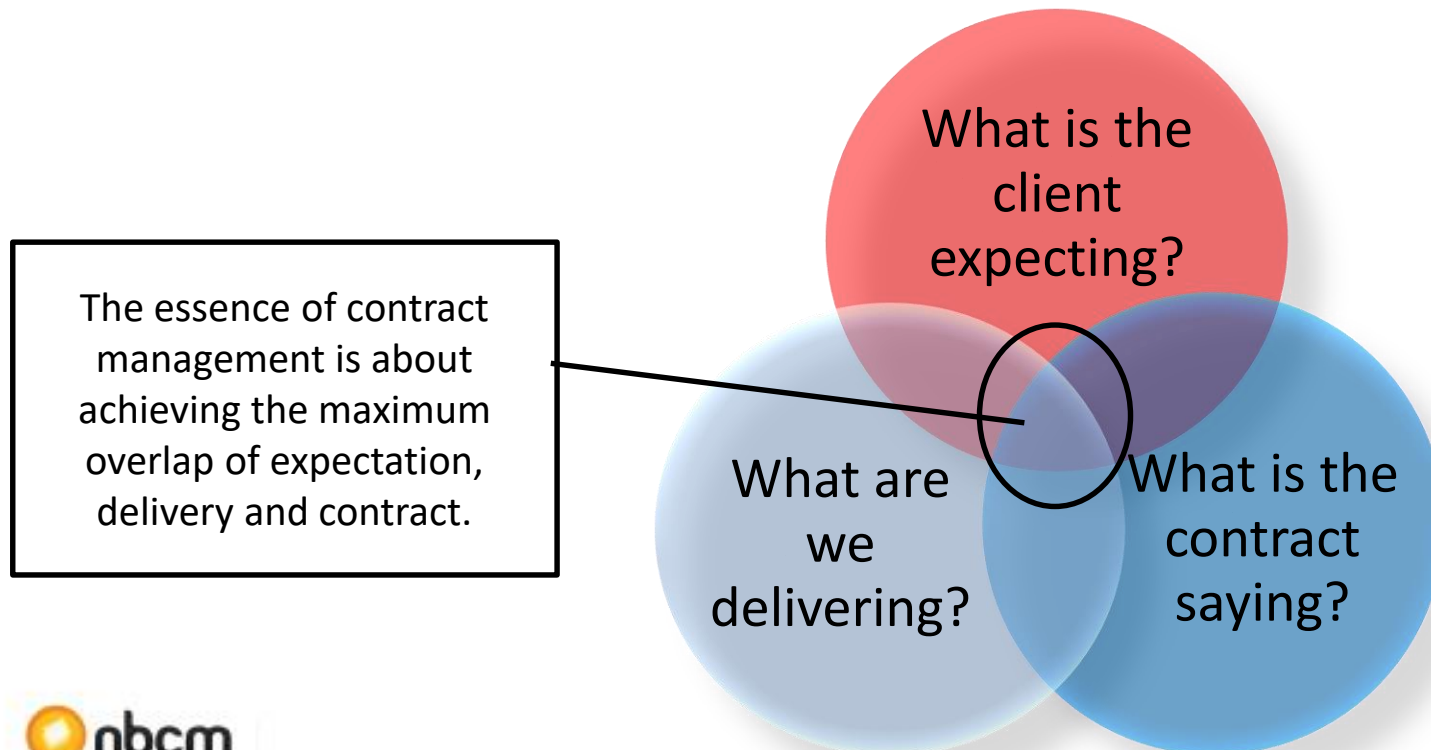 What is the
client
expecting?
The essence of contract
management is about
achieving the maximum
overlap of expectation,
delivery and contract.
What are
we
delivering?
What is the
contract
saying?
nbcm